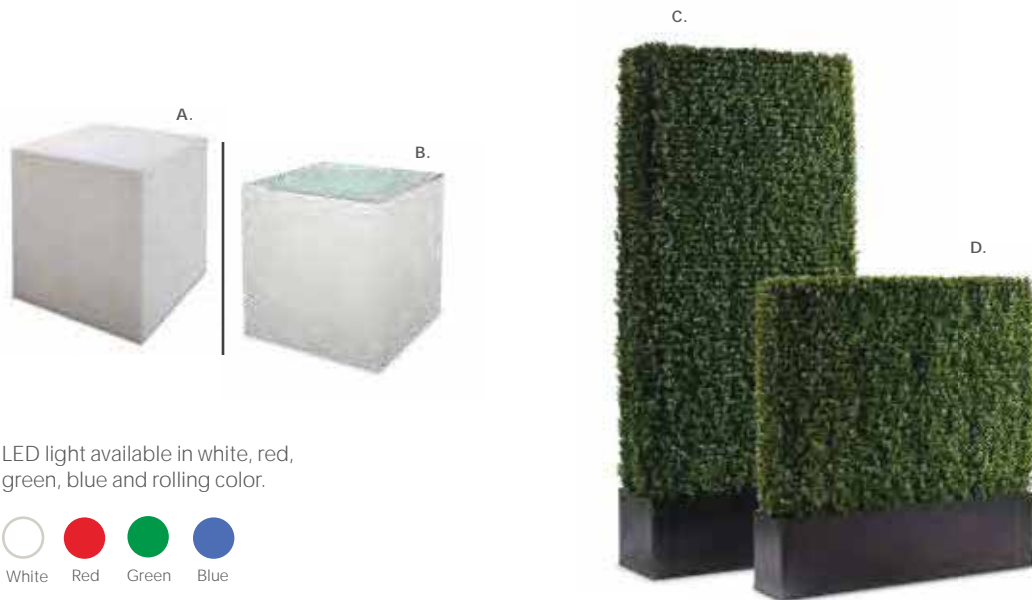 A.
B.
C.
D.
LED light available in white, red,
green, blue and rolling color.
White Red Green Blue